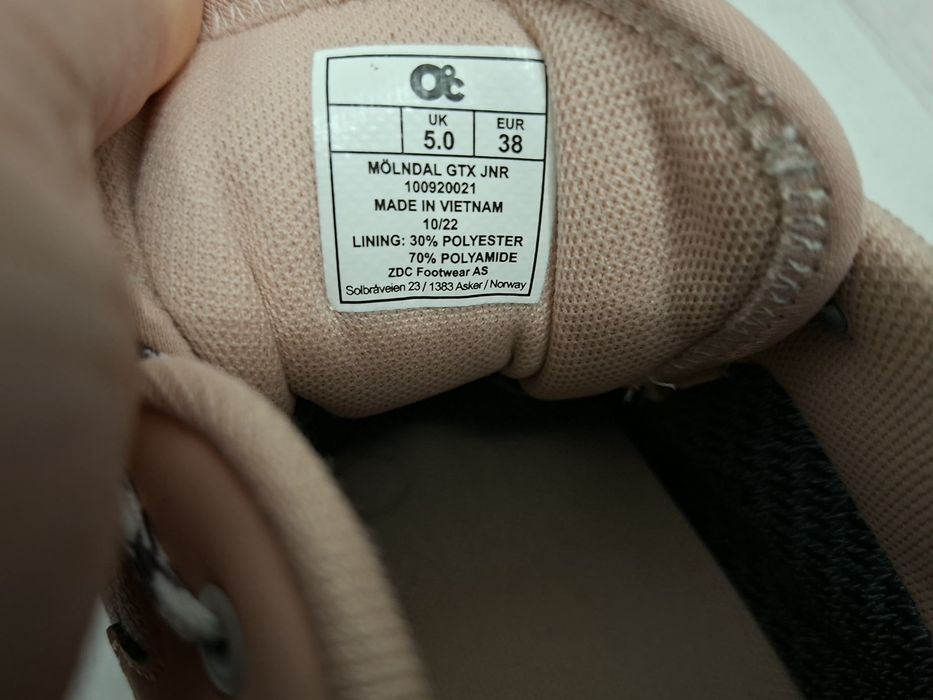 UK EUR
5.0 38
MÖLNDAL GTX JNR
100920021
MADE IN VIETNAM
10/22
LINING: 30% POLYESTER
70% POLYAMIDE
ZDC Footwear AS
Solbråveien 23 / 1383 Asker / Norway